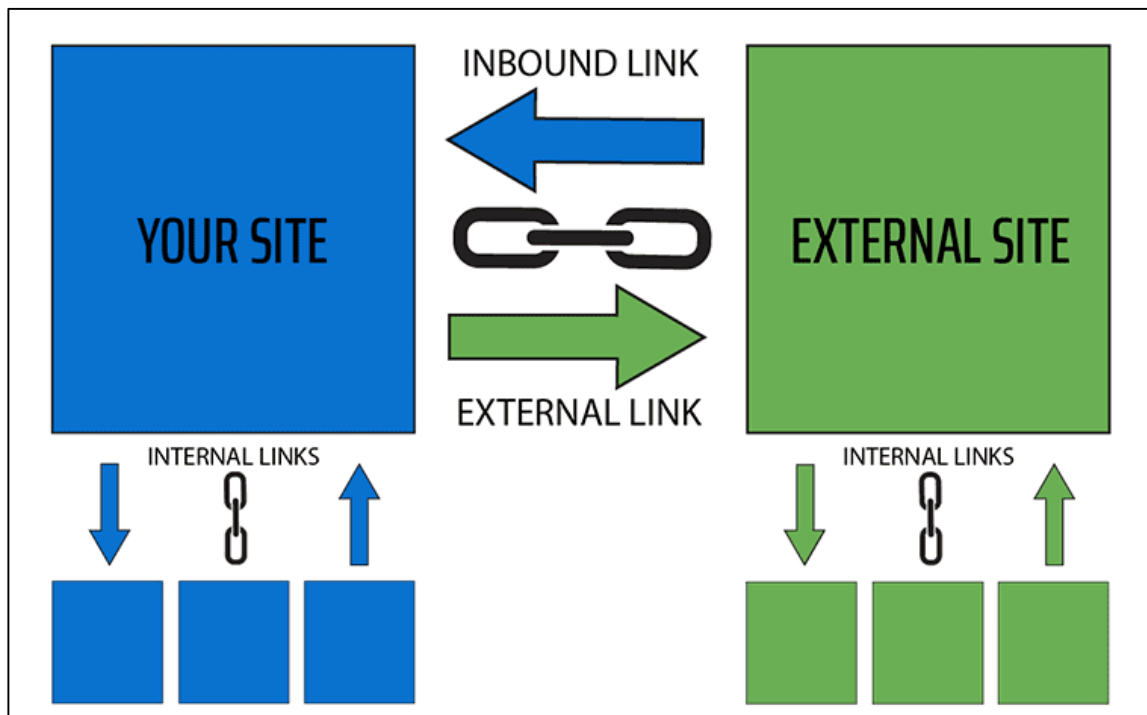 INBOUND LINK
YOUR SITE
EXTERNAL SITE
EXTERNAL LINK
INTERNAL LINKS
INTERNAL LINKS